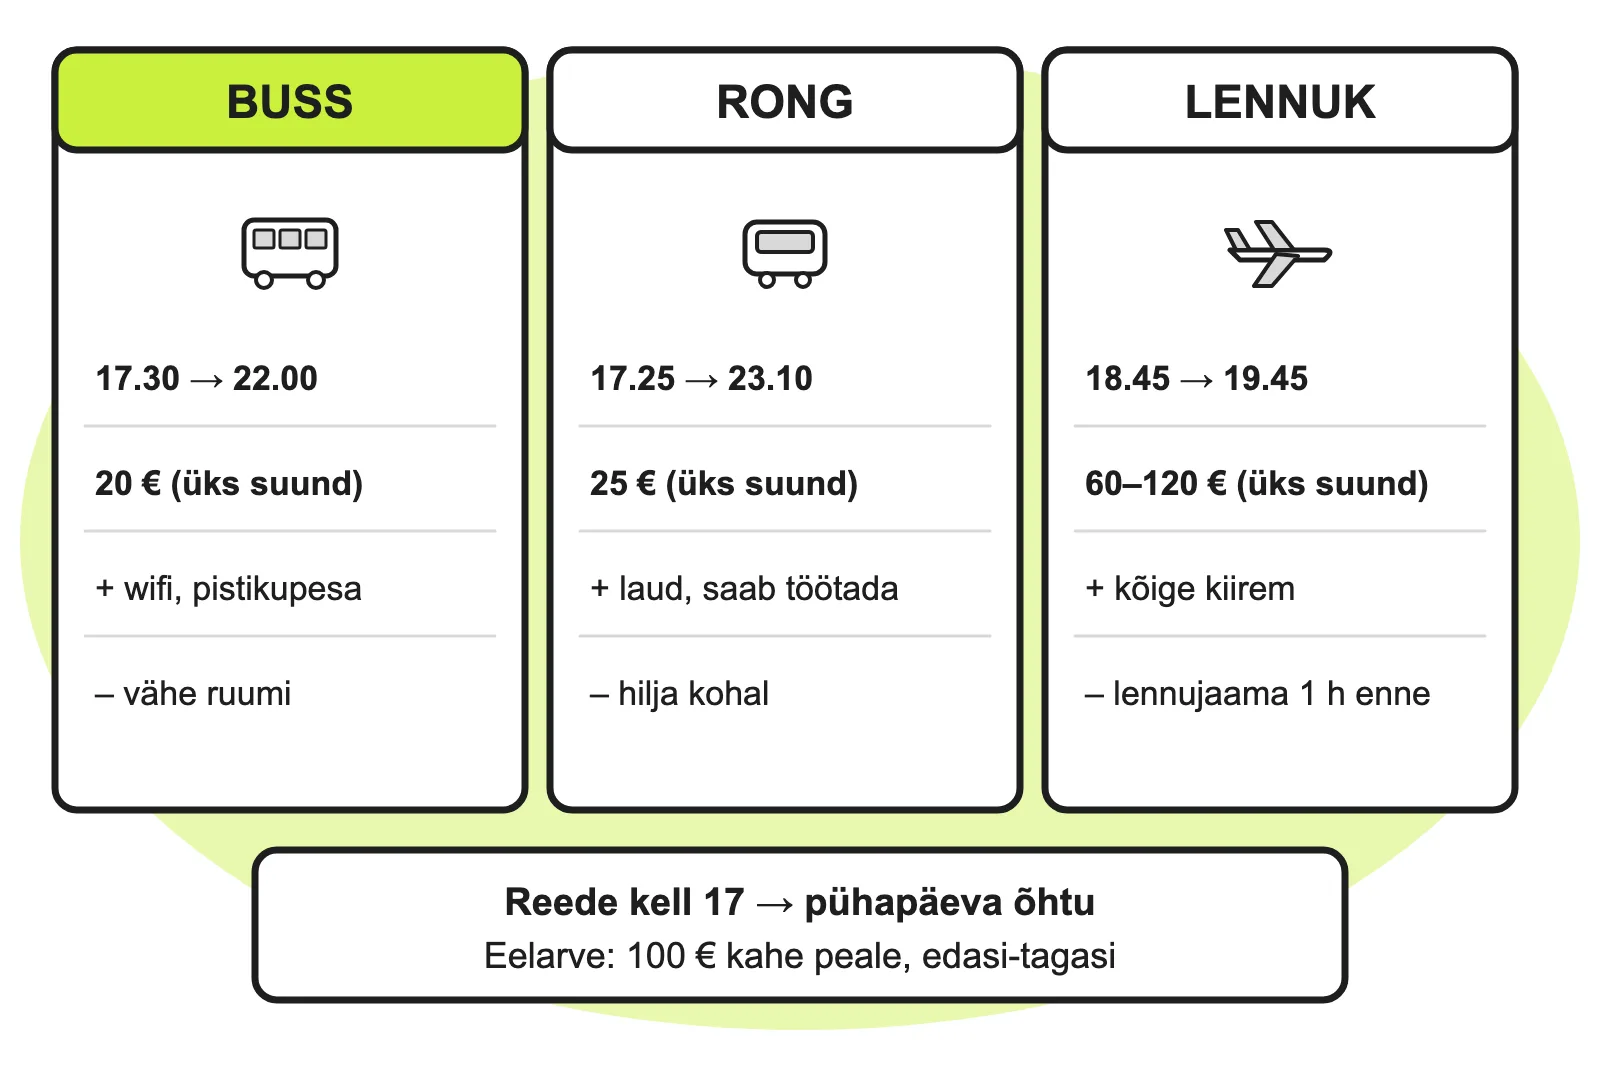 BUSS
17.30 → 22.00
20 € (üks suund)
+ wifi, pistikupesa
– vähe ruumi
RONG
17.25 → 23.10
25 € (üks suund)
+ laud, saab töötada
– hilja kohal
LENNUK
18.45 → 19.45
60–120 € (üks suund)
+ kõige kiirem
– lennujaama 1 h enne
Reede kell 17 → pühapäeva õhtu
Eelarve: 100 € kahe peale, edasi-tagasi